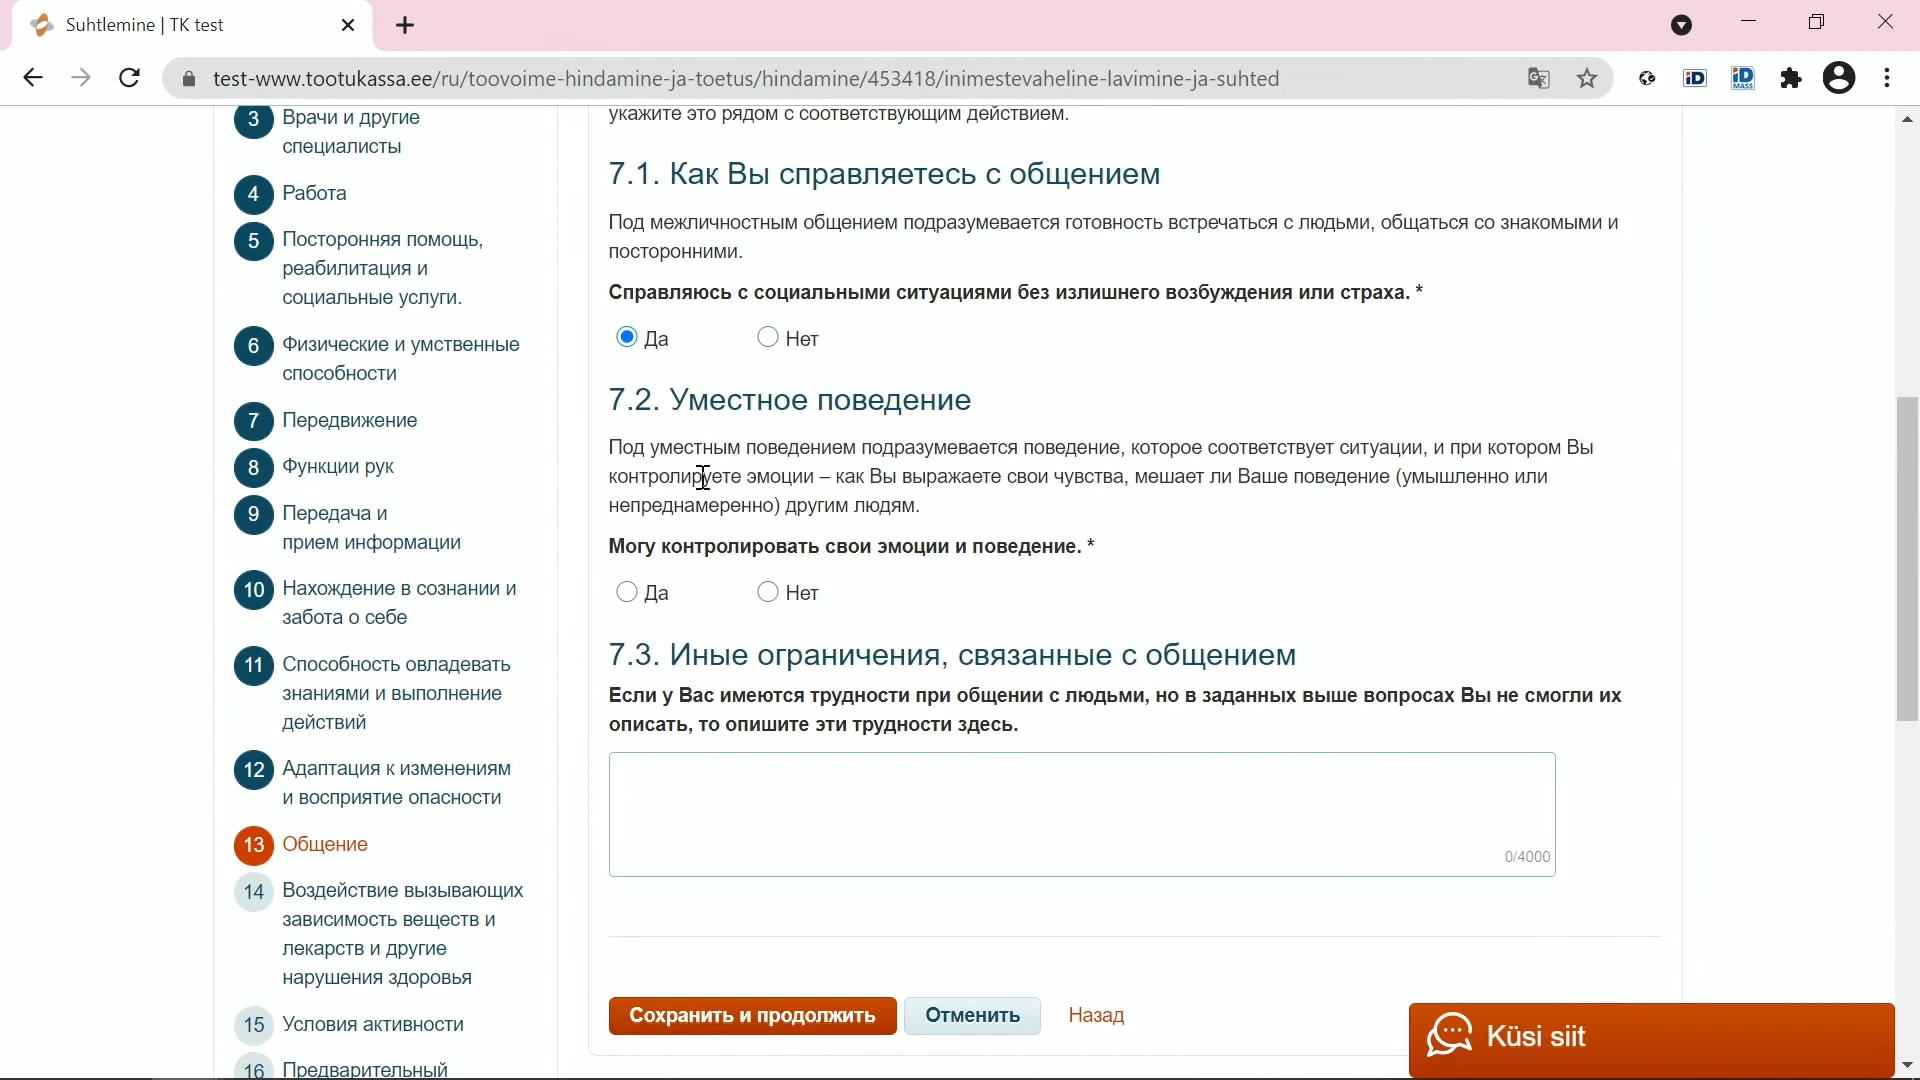 Suhtlemine | TK test
test-www.tootukassa.ee/ru/toovoime-hindamine-ja-toetus/hindamine/453418/inimestevaheline-lavimine-ja-suhted
iD
iD
MASS
3 Врачи и другие
специалисты
4 Работа
5 Посторонняя помощь,
реабилитация и
социальные услуги.
6 Физические и умственные
способности
7 Передвижение
8 Функции рук
9 Передача и
прием информации
10 Нахождение в сознании и
забота о себе
11 Способность овладевать
знаниями и выполнение
действий
12 Адаптация к изменениям
и восприятие опасности
13 Общение
14 Воздействие вызывающих
зависимость веществ и
лекарств и другие
нарушения здоровья
15 Условия активности
16 Предварительный
укажите это рядом с соответствующим действием.
7.1. Как Вы справляетесь с общением
Под межличностным общением подразумевается готовность встречаться с людьми, общаться со знакомыми и
посторонними.
Справляюсь с социальными ситуациями без излишнего возбуждения или страха. *
Да Нет
7.2. Уместное поведение
Под уместным поведением подразумевается поведение, которое соответствует ситуации, и при котором Вы
контролируете эмоции – как Вы выражаете свои чувства, мешает ли Ваше поведение (умышленно или
непреднамеренно) другим людям.
Могу контролировать свои эмоции и поведение. *
Да Нет
7.3. Иные ограничения, связанные с общением
Если у Вас имеются трудности при общении с людьми, но в заданных выше вопросах Вы не смогли их
описать, то опишите эти трудности здесь.
0/4000
Сохранить и продолжить Отменить Назад
Küsi siit